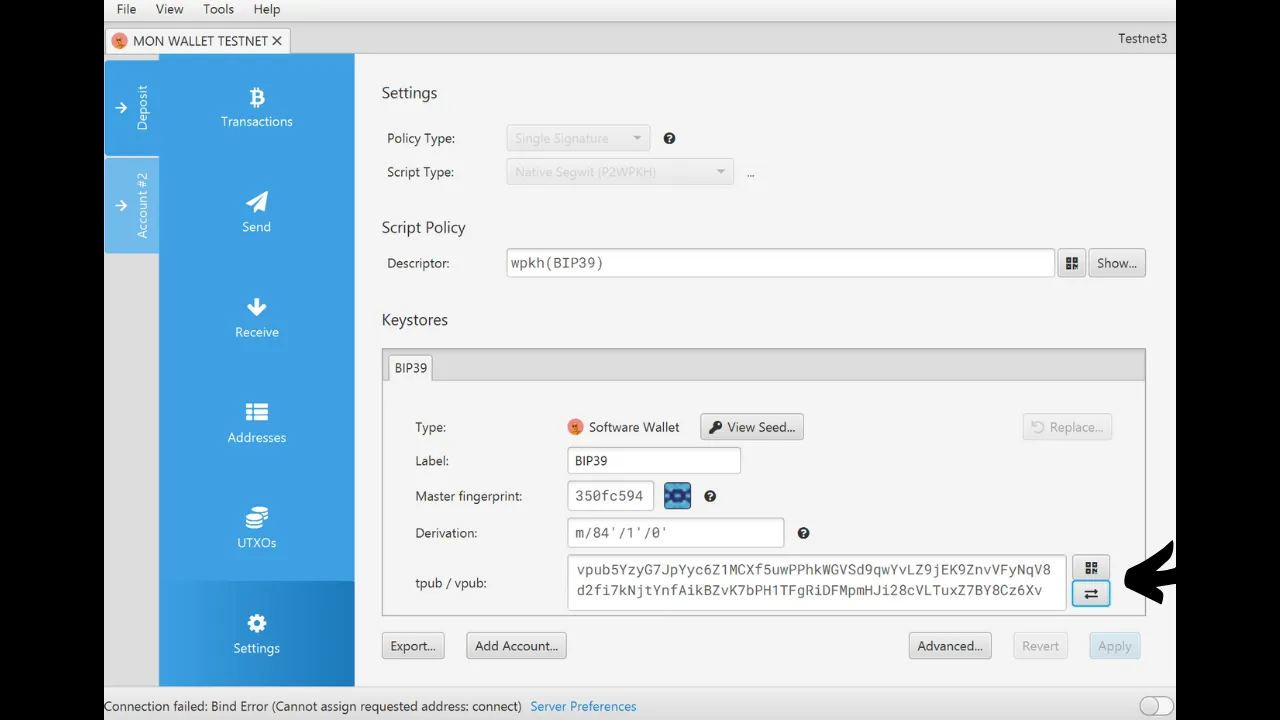 File View Tools Help
MON WALLET TESTNET
Testnet3
Deposit
Account #2
Transactions
Send
Receive
Addresses
UTXOs
Settings
Settings
Policy Type: Single Signature
Script Type: Native Segwit (P2WPKH) ...
Script Policy
Descriptor: wpkh(BIP39) Show...
Keystores
BIP39
Type: Software Wallet View Seed... Replace...
Label: BIP39
Master fingerprint: 350fc594
Derivation: m/84'/1'/0'
tpub / vpub:
vpub5YzyG7JpYyc6Z1MCXf5uwPPhkWGVSd9qwYvLZ9jEK9ZnvVFyNqV8
d2fi7kNjtYnfAikBZvK7bPH1TFgRiDFMpmHJi28cVLTuxZ7BY8Cz6Xv
Export... Add Account... Advanced... Revert Apply
Connection failed: Bind Error (Cannot assign requested address: connect) Server Preferences